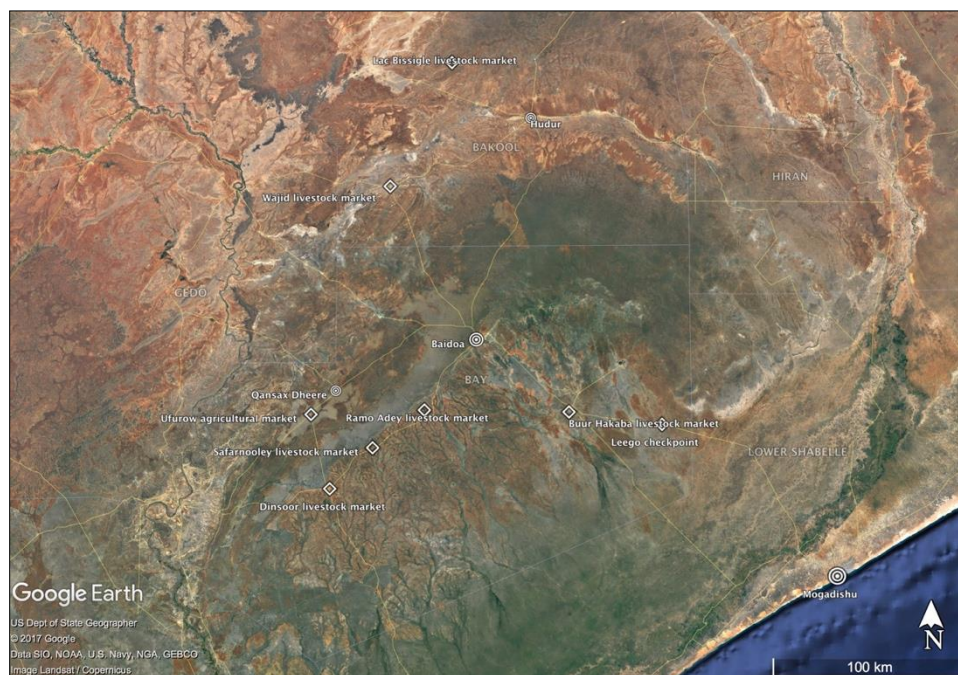 Lac Bissigle livestock market
Hudur
BAKOOL
HIRAN
Wajid livestock market
GEDO
Baidoa
BAY
Qansax Dheere
Ufurow agricultural market
Ramo Adey livestock market
Buur Hakaba livestock market
Leego checkpoint
Safarnooley livestock market
LOWER SHABELLE
Dinsoor livestock market
Mogadishu
Google Earth
US Dept of State Geographer
© 2017 Google
Data SIO, NOAA, U.S. Navy, NGA, GEBCO
Image Landsat / Copernicus
N
100 km